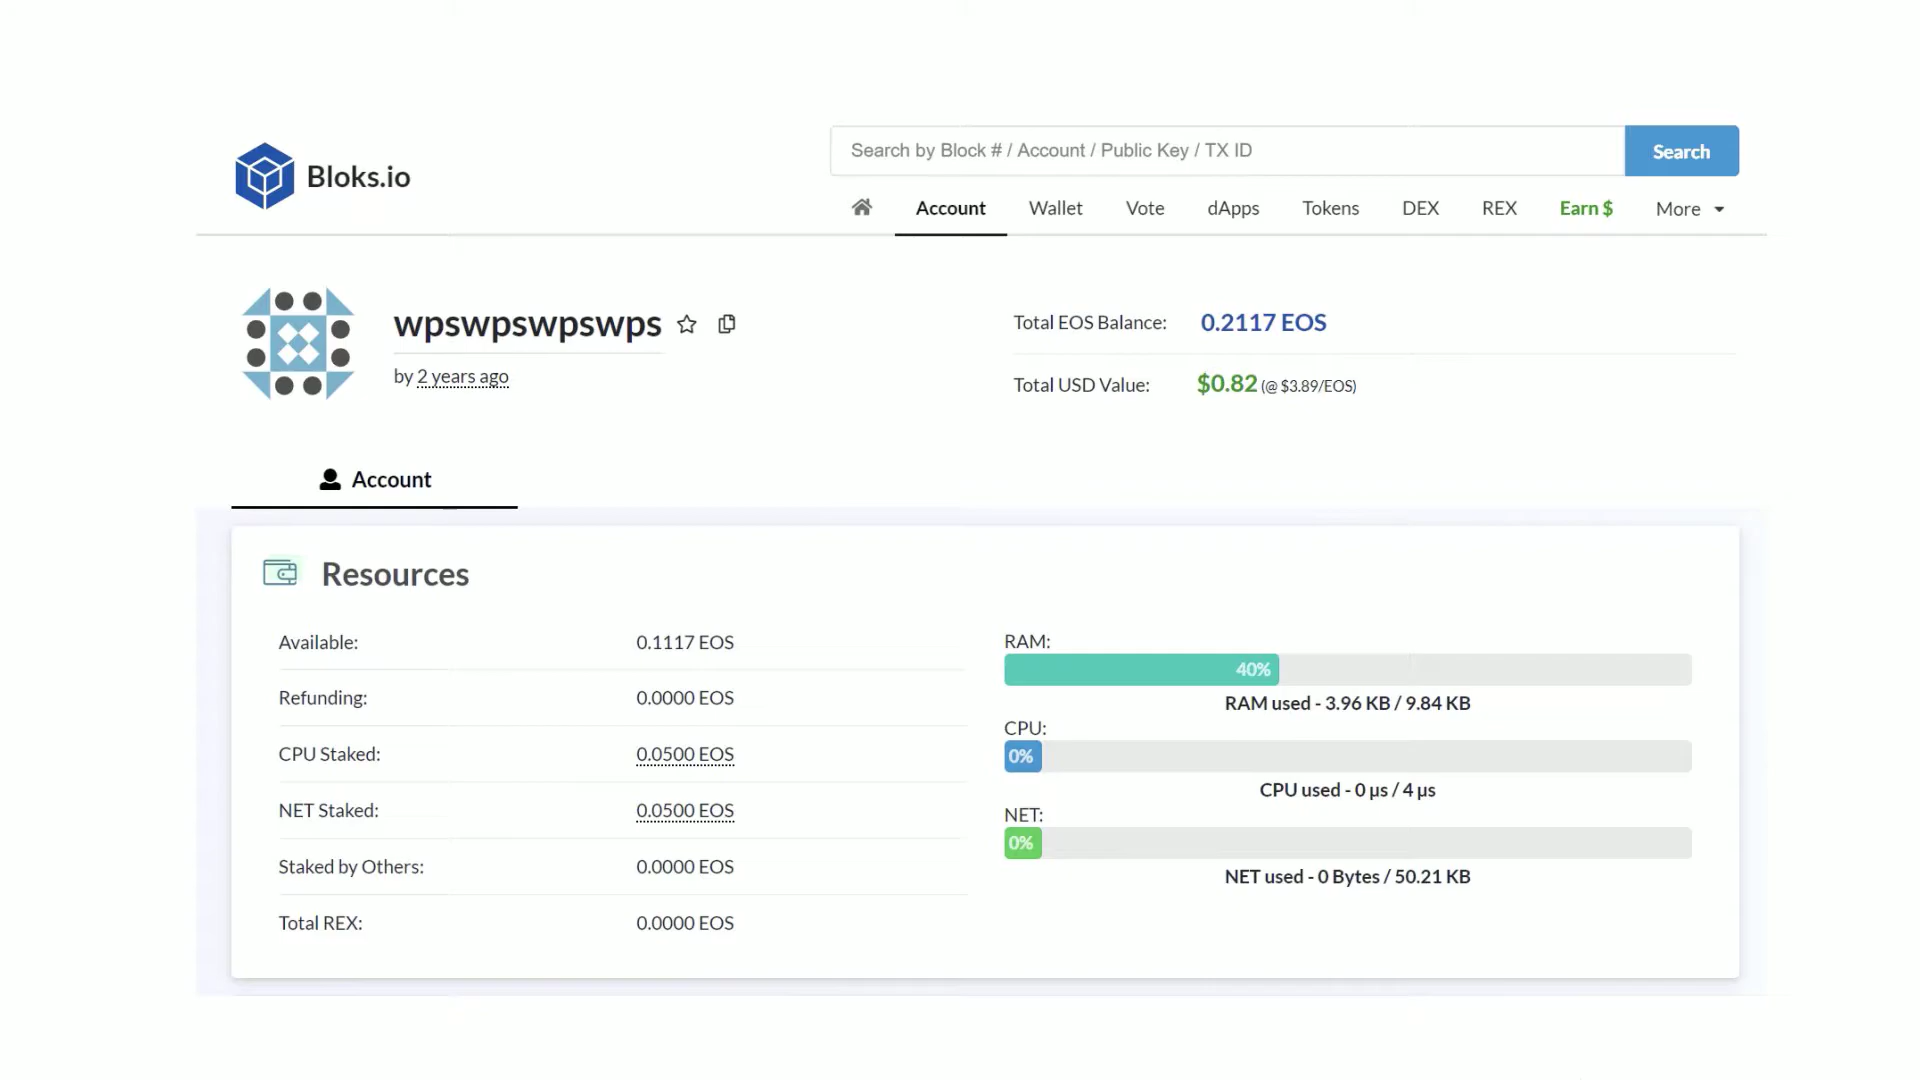 Bloks.io
Search by Block # / Account / Public Key / TX ID
Search
Account Wallet Vote dApps Tokens DEX REX Earn $ More
wpswpswpswps
by 2 years ago
Total EOS Balance: 0.2117 EOS
Total USD Value: $0.82 (@ $3.89/EOS)
Account
Resources
Available: 0.1117 EOS
Refunding: 0.0000 EOS
CPU Staked: 0.0500 EOS
NET Staked: 0.0500 EOS
Staked by Others: 0.0000 EOS
Total REX: 0.0000 EOS
RAM:
40%
RAM used - 3.96 KB / 9.84 KB
CPU:
0%
CPU used - 0 µs / 4 µs
NET:
0%
NET used - 0 Bytes / 50.21 KB